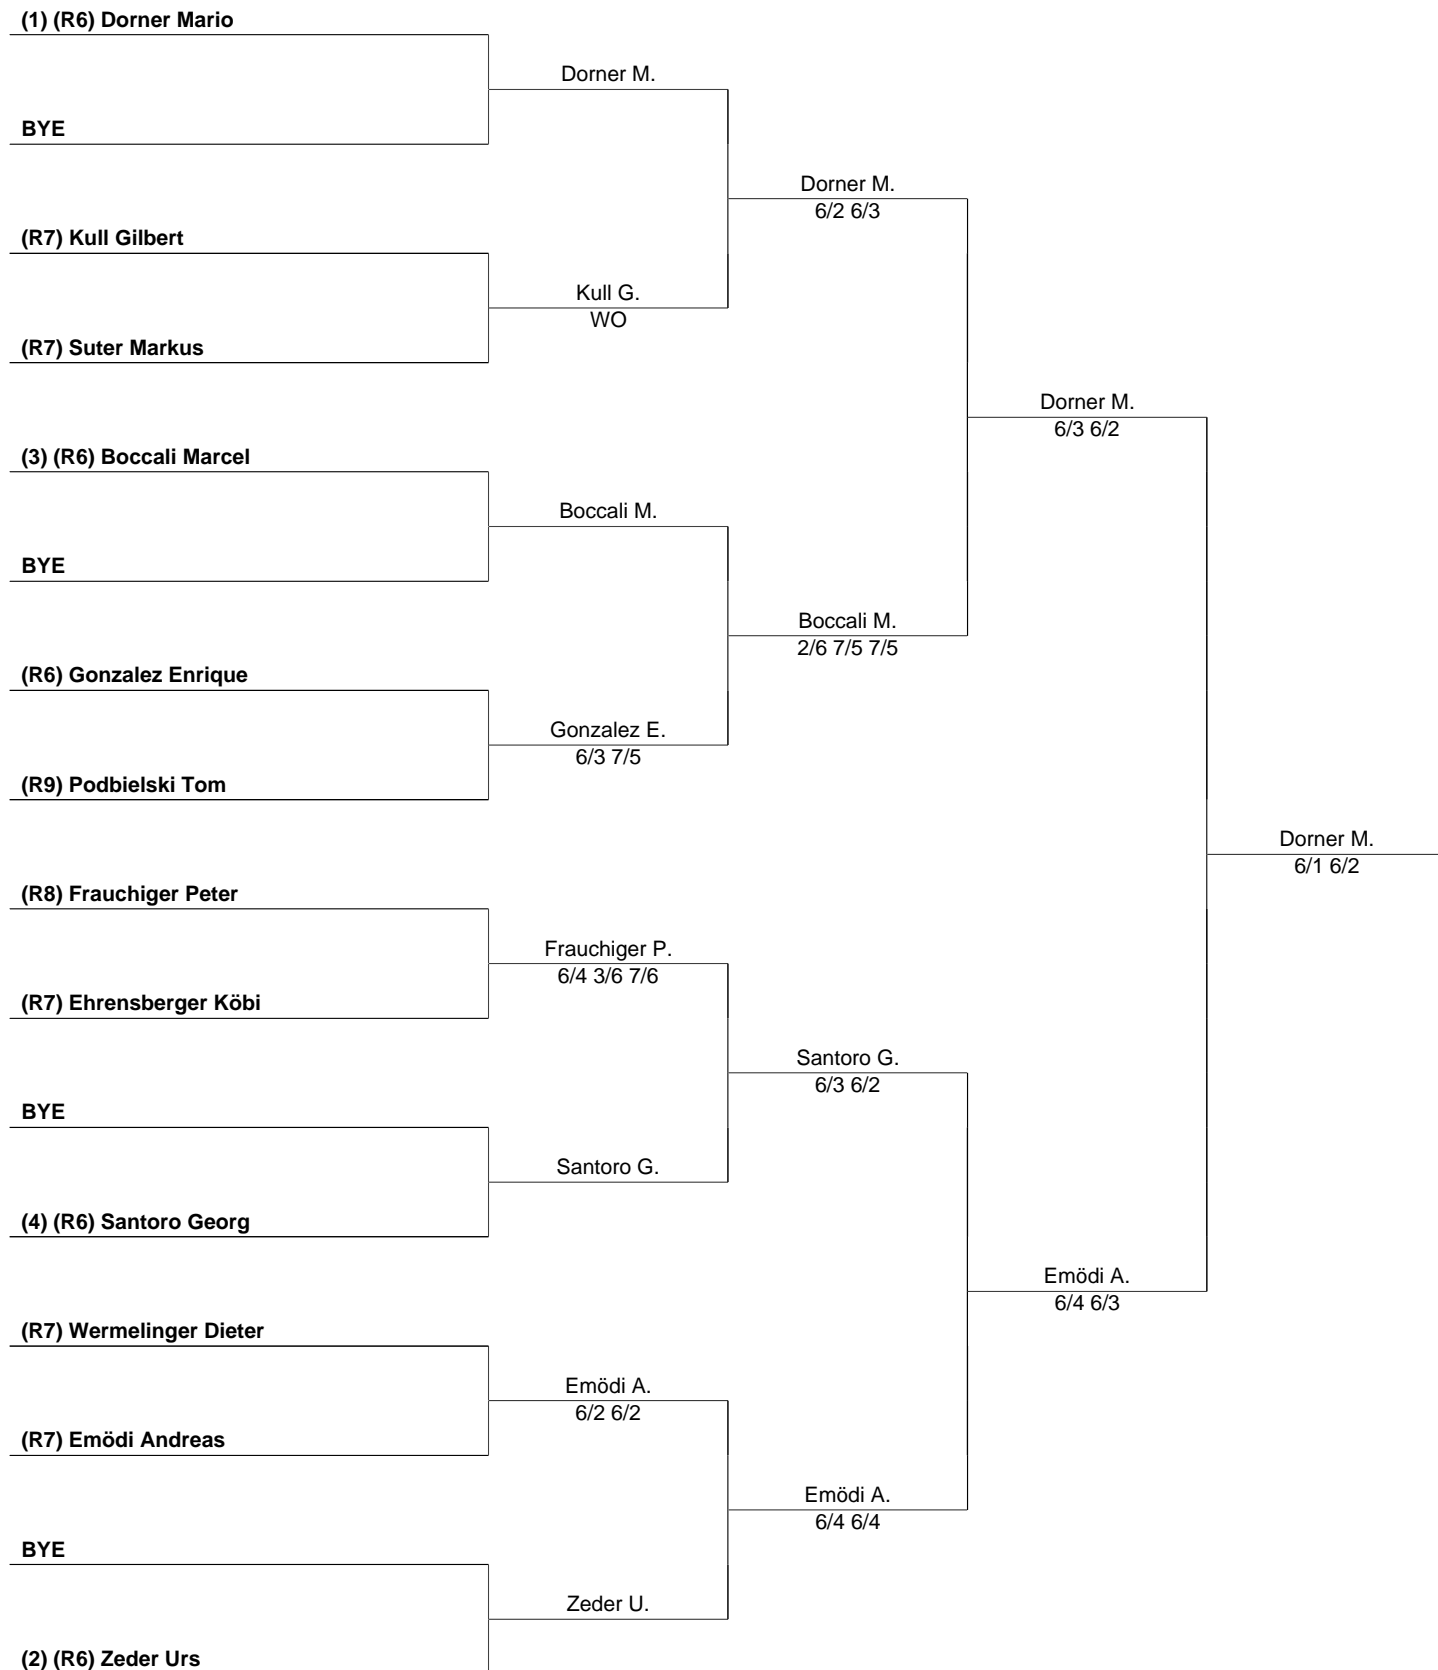 (1) (R6) Dorner Mario
Dorner M.
BYE
Dorner M.
6/2 6/3
(R7) Kull Gilbert
Kull G.
WO
(R7) Suter Markus
Dorner M.
6/3 6/2
(3) (R6) Boccali Marcel
Boccali M.
BYE
Boccali M.
2/6 7/5 7/5
(R6) Gonzalez Enrique
Gonzalez E.
6/3 7/5
(R9) Podbielski Tom
Dorner M.
6/1 6/2
(R8) Frauchiger Peter
Frauchiger P.
6/4 3/6 7/6
(R7) Ehrensberger Köbi
Santoro G.
6/3 6/2
BYE
Santoro G.
(4) (R6) Santoro Georg
Emödi A.
6/4 6/3
(R7) Wermelinger Dieter
Emödi A.
6/2 6/2
(R7) Emödi Andreas
Emödi A.
6/4 6/4
BYE
Zeder U.
(2) (R6) Zeder Urs